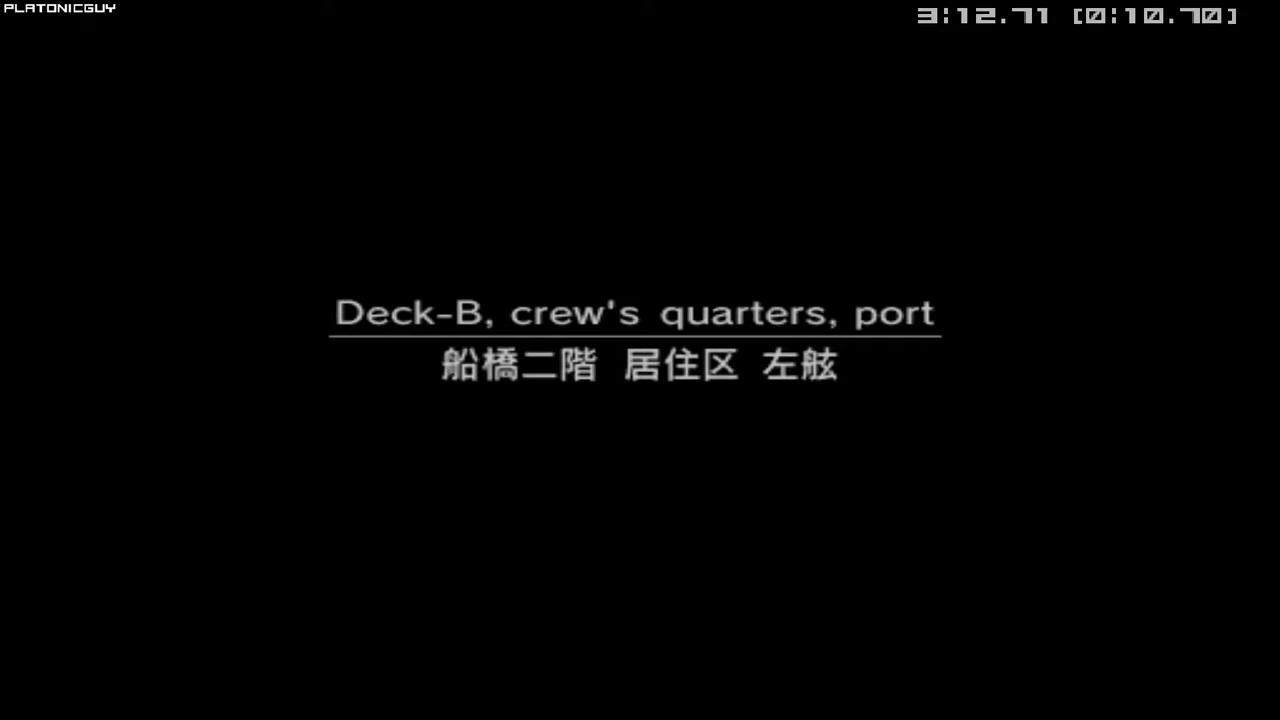 PLATONICGUY
3:12.71 [0:10.70]
Deck-B, crew's quarters, port
船橋二階 居住区 左舷